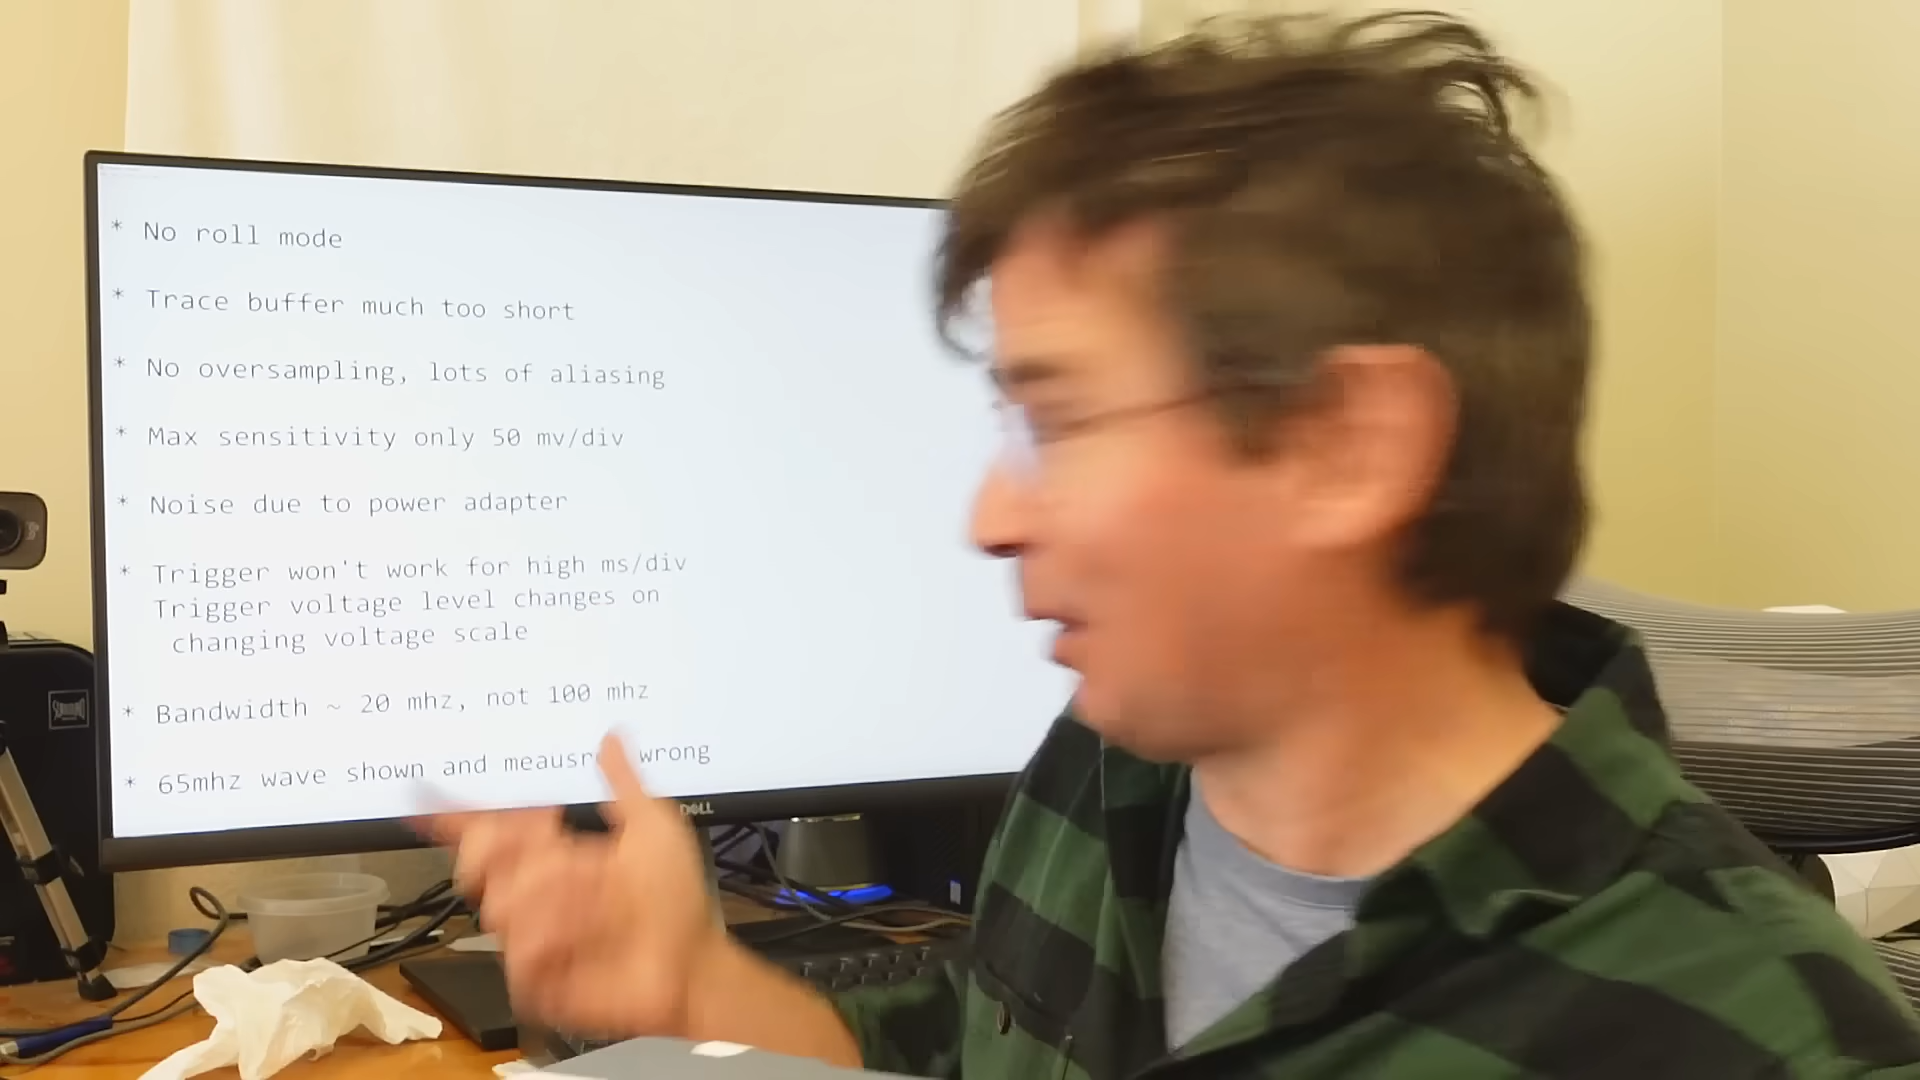 * No roll mode
* Trace buffer much too short
* No oversampling, lots of aliasing
* Max sensitivity only 50 mv/div
* Noise due to power adapter
* Trigger won't work for high ms/div
Trigger voltage level changes on
changing voltage scale
* Bandwidth ~ 20 mhz, not 100 mhz
* 65mhz wave shown and wrong
DELL